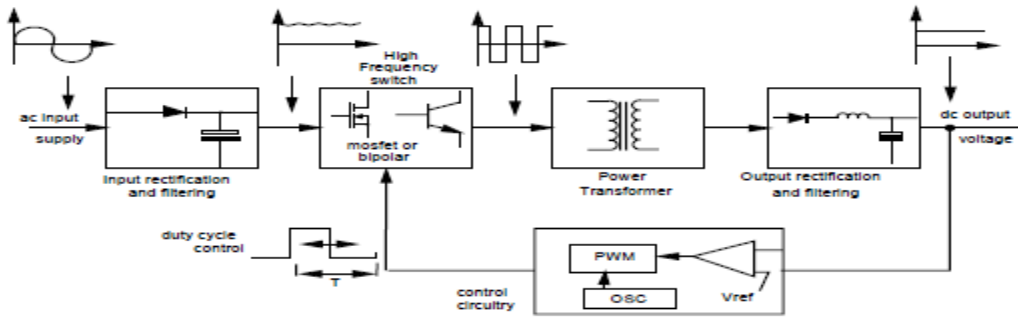 High
Frequency
switch
ac input
supply
mosfet or
bipolar
dc output
voltage
Input rectification
and filtering
Power
Transformer
Output rectification
and filtering
duty cycle
control
T
PWM
OSC
Vref
control
circuitry